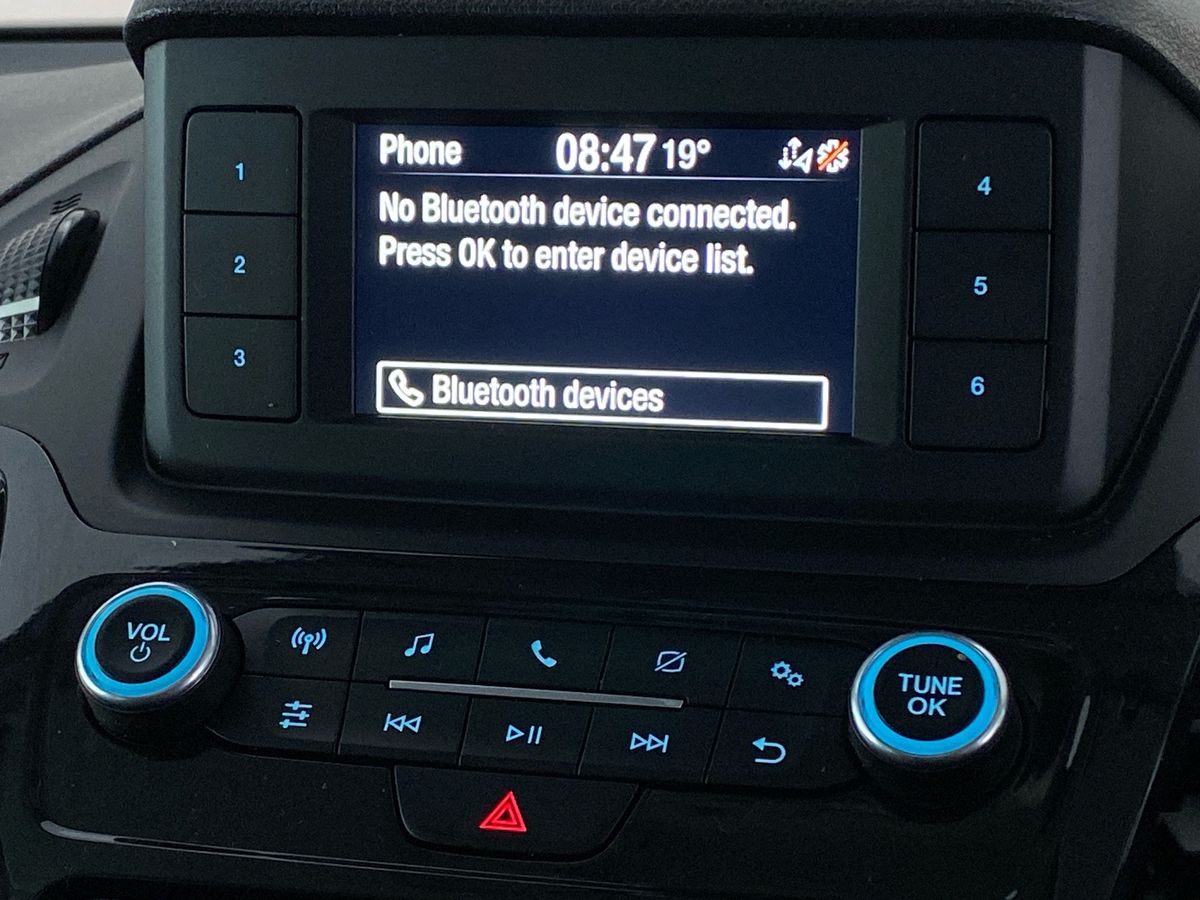 Phone 08:47 19°
No Bluetooth device connected.
Press OK to enter device list.
Bluetooth devices
1
2
3
4
5
6
VOL
TUNE
OK